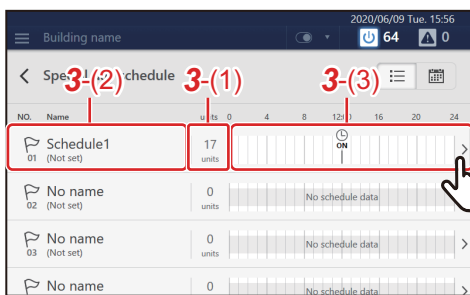 2020/06/09 Tue. 15:56
Building name 64 0
Special day schedule
3-(2) 3-(1) 3-(3)
NO. Name units 0 4 8 12:00 16 20 24
Schedule1 17 ON
01 (Not set) units
No name 0 No schedule data
02 (Not set) units
No name 0 No schedule data
03 (Not set) units
No name 0 No schedule data